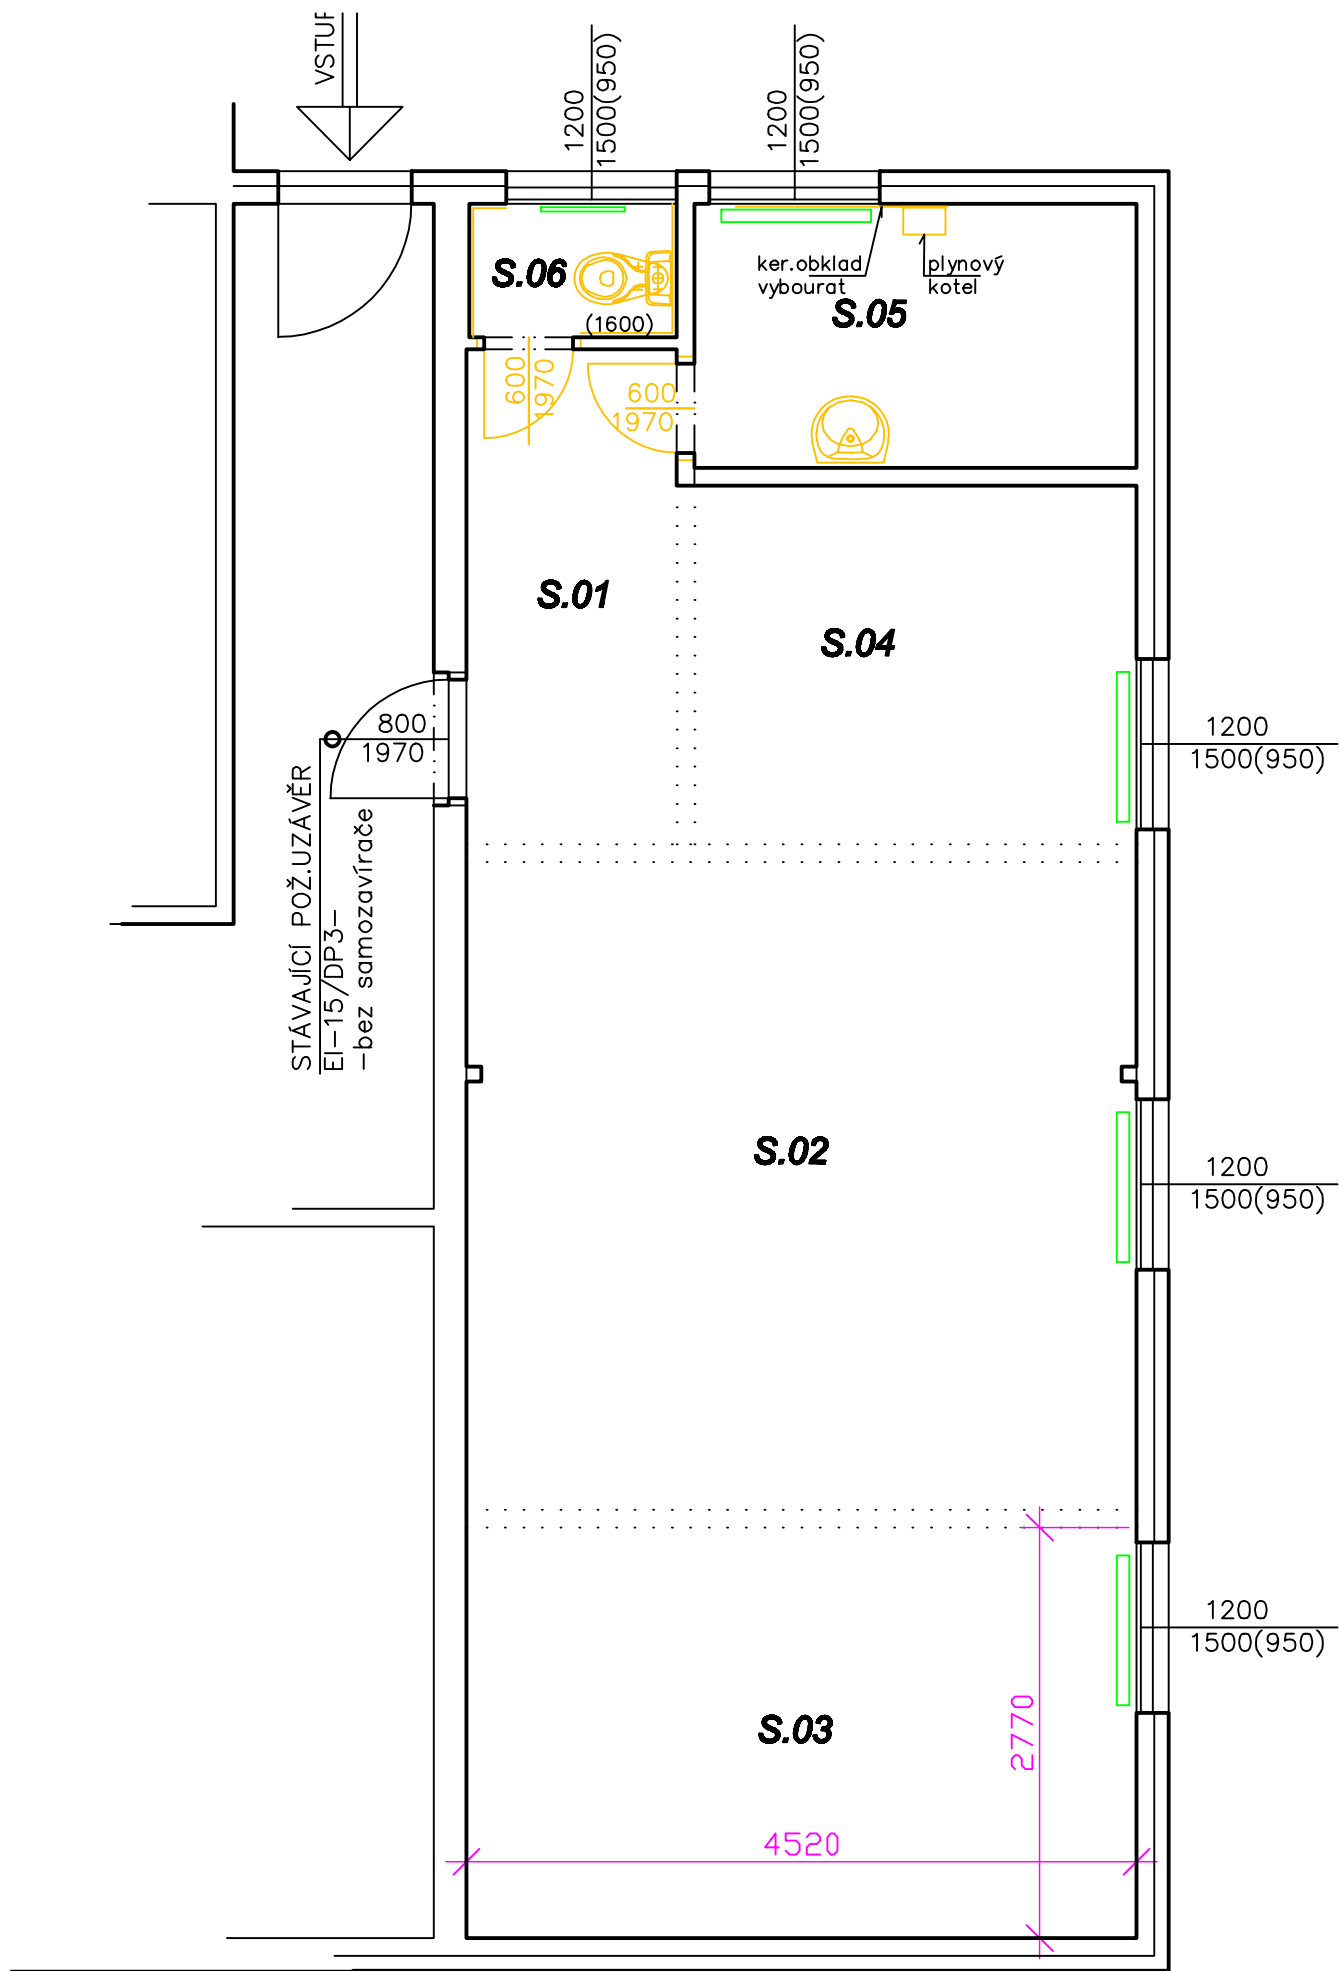 VSTUP
1200
1500(950)
1200
1500(950)
S.06
(1600)
ker.obklad
vybourat
plynový
kotel
S.05
600
1970
600
1970
S.01
S.04
800
1970
1200
1500(950)
STÁVAJÍCÍ POŽ.UZÁVĚR
EI-15/DP3-
-bez samozavírače
S.02
1200
1500(950)
1200
1500(950)
S.03
2770
4520